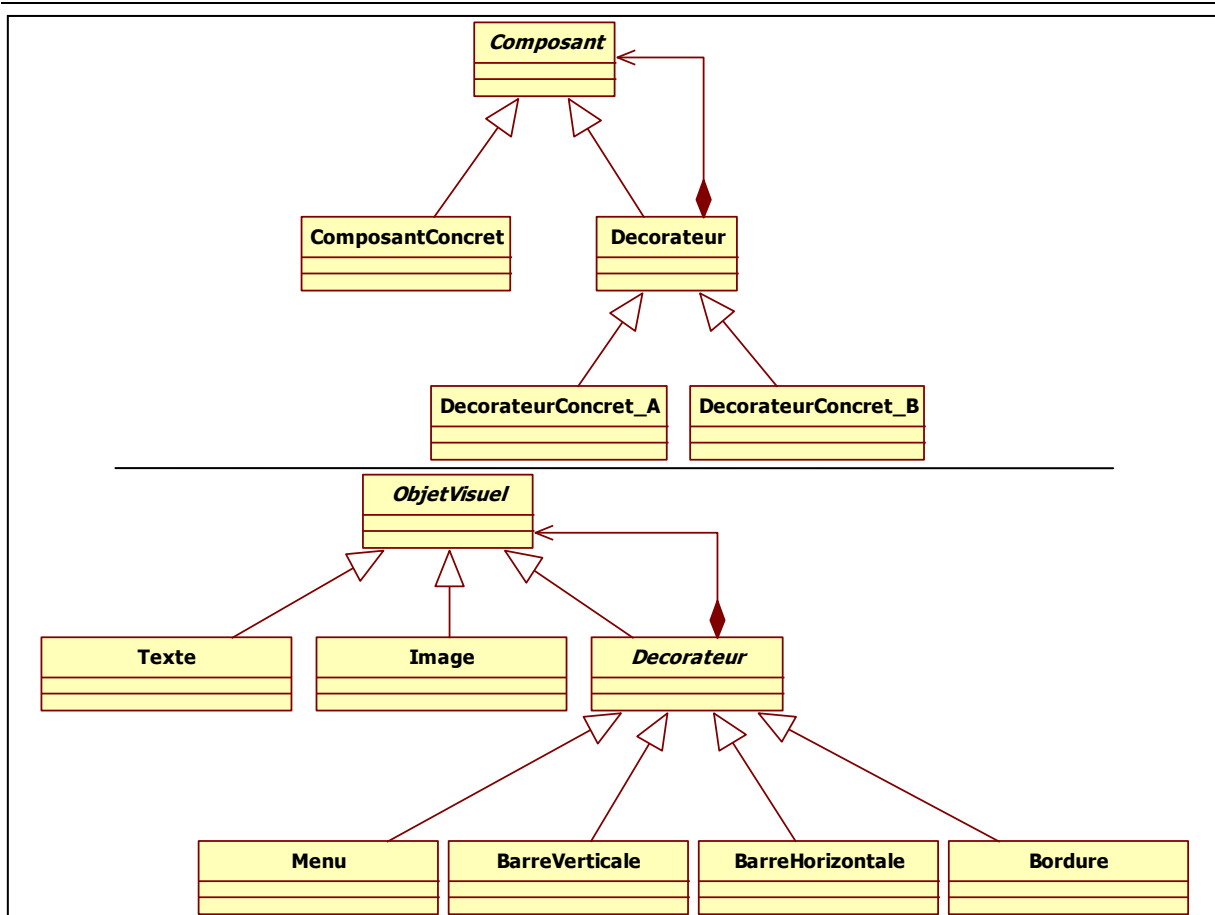 Composant
ComposantConcret
Decorateur
DecorateurConcret_A
DecorateurConcret_B
ObjetVisuel
Texte
Image
Decorateur
Menu
BarreVerticale
BarreHorizontale
Bordure